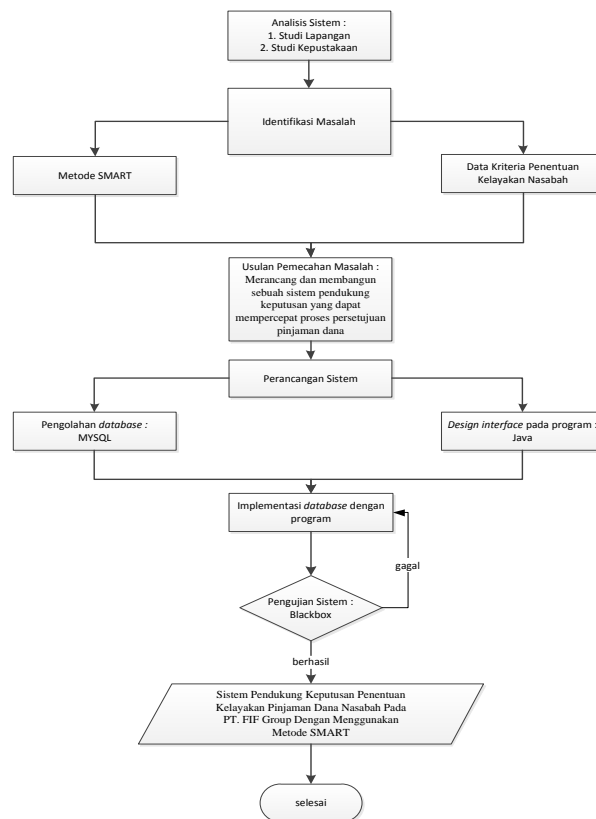 Analisis Sistem :
1. Studi Lapangan
2. Studi Kepustakaan
Identifikasi Masalah
Metode SMART
Data Kriteria Penentuan
Kelayakan Nasabah
Usulan Pemecahan Masalah :
Merancang dan membangun
sebuah sistem pendukung
keputusan yang dapat
mempercepat proses persetujuan
pinjaman dana
Perancangan Sistem
Pengolahan database :
MYSQL
Design interface pada program :
Java
Implementasi database dengan
program
gagal
Pengujian Sistem :
Blackbox
berhasil
Sistem Pendukung Keputusan Penentuan
Kelayakan Pinjaman Dana Nasabah Pada
PT. FIF Group Dengan Menggunakan
Metode SMART
selesai